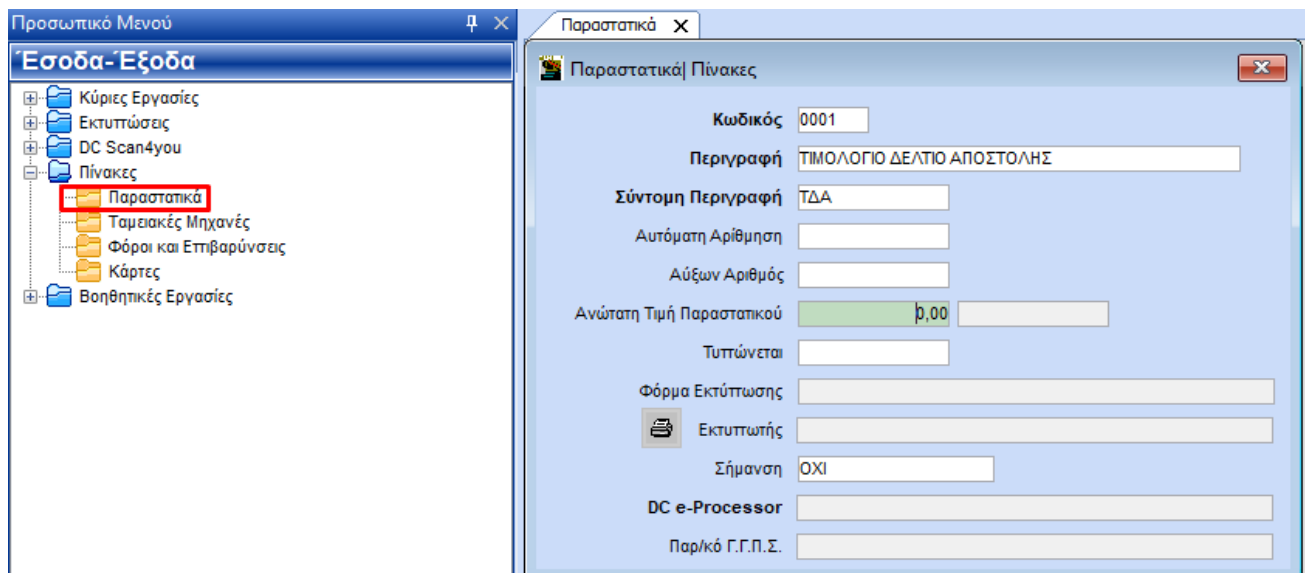 Προσωπικό Μενού
Έσοδα-Έξοδα
Κύριες Εργασίες
Εκτυπώσεις
DC Scan4you
Πίνακες
Παραστατικά
Ταμειακές Μηχανές
Φόροι και Επιβαρύνσεις
Κάρτες
Βοηθητικές Εργασίες
Παραστατικά
Παραστατικά| Πίνακες
Κωδικός 0001
Περιγραφή ΤΙΜΟΛΟΓΙΟ ΔΕΛΤΙΟ ΑΠΟΣΤΟΛΗΣ
Σύντομη Περιγραφή ΤΔΑ
Αυτόματη Αρίθμηση
Αύξων Αριθμός
Ανώτατη Τιμή Παραστατικού 0,00
Τυπώνεται
Φόρμα Εκτύπωσης
Εκτυπωτής
Σήμανση ΟΧΙ
DC e-Processor
Παρ/κό Γ.Γ.Π.Σ.